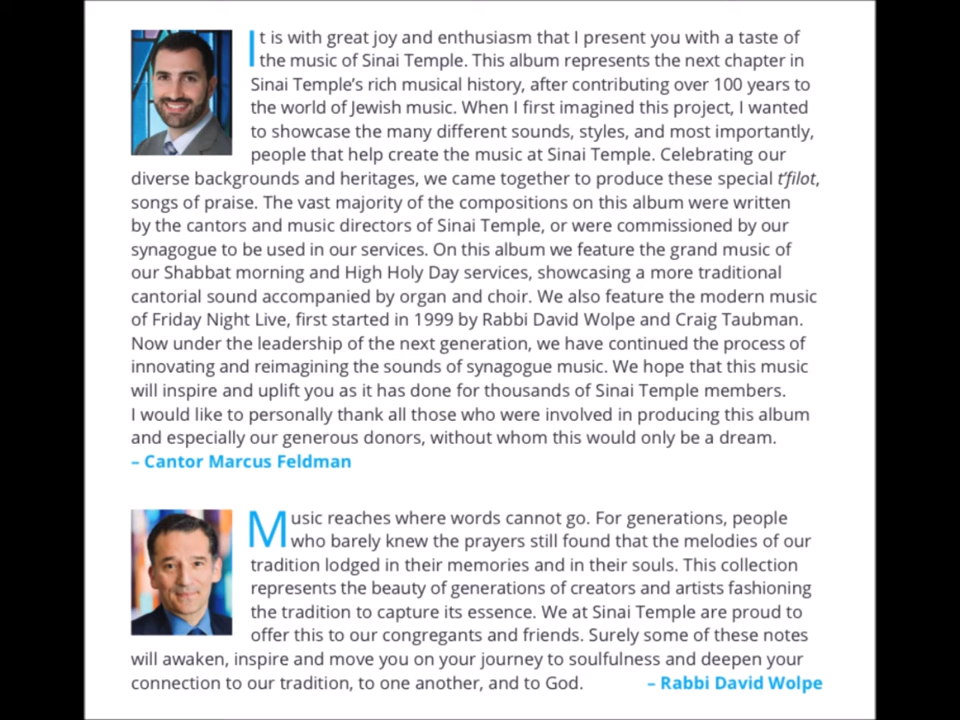 It is with great joy and enthusiasm that I present you with a taste of
the music of Sinai Temple. This album represents the next chapter in
Sinai Temple's rich musical history, after contributing over 100 years to
the world of Jewish music. When I first imagined this project, I wanted
to showcase the many different sounds, styles, and most importantly,
people that help create the music at Sinai Temple. Celebrating our
diverse backgrounds and heritages, we came together to produce these special t'filot,
songs of praise. The vast majority of the compositions on this album were written
by the cantors and music directors of Sinai Temple, or were commissioned by our
synagogue to be used in our services. On this album we feature the grand music of
our Shabbat morning and High Holy Day services, showcasing a more traditional
cantorial sound accompanied by organ and choir. We also feature the modern music
of Friday Night Live, first started in 1999 by Rabbi David Wolpe and Craig Taubman.
Now under the leadership of the next generation, we have continued the process of
innovating and reimagining the sounds of synagogue music. We hope that this music
will inspire and uplift you as it has done for thousands of Sinai Temple members.
I would like to personally thank all those who were involved in producing this album
and especially our generous donors, without whom this would only be a dream.
– Cantor Marcus Feldman
Music reaches where words cannot go. For generations, people
who barely knew the prayers still found that the melodies of our
tradition lodged in their memories and in their souls. This collection
represents the beauty of generations of creators and artists fashioning
the tradition to capture its essence. We at Sinai Temple are proud to
offer this to our congregants and friends. Surely some of these notes
will awaken, inspire and move you on your journey to soulfulness and deepen your
connection to our tradition, to one another, and to God. – Rabbi David Wolpe